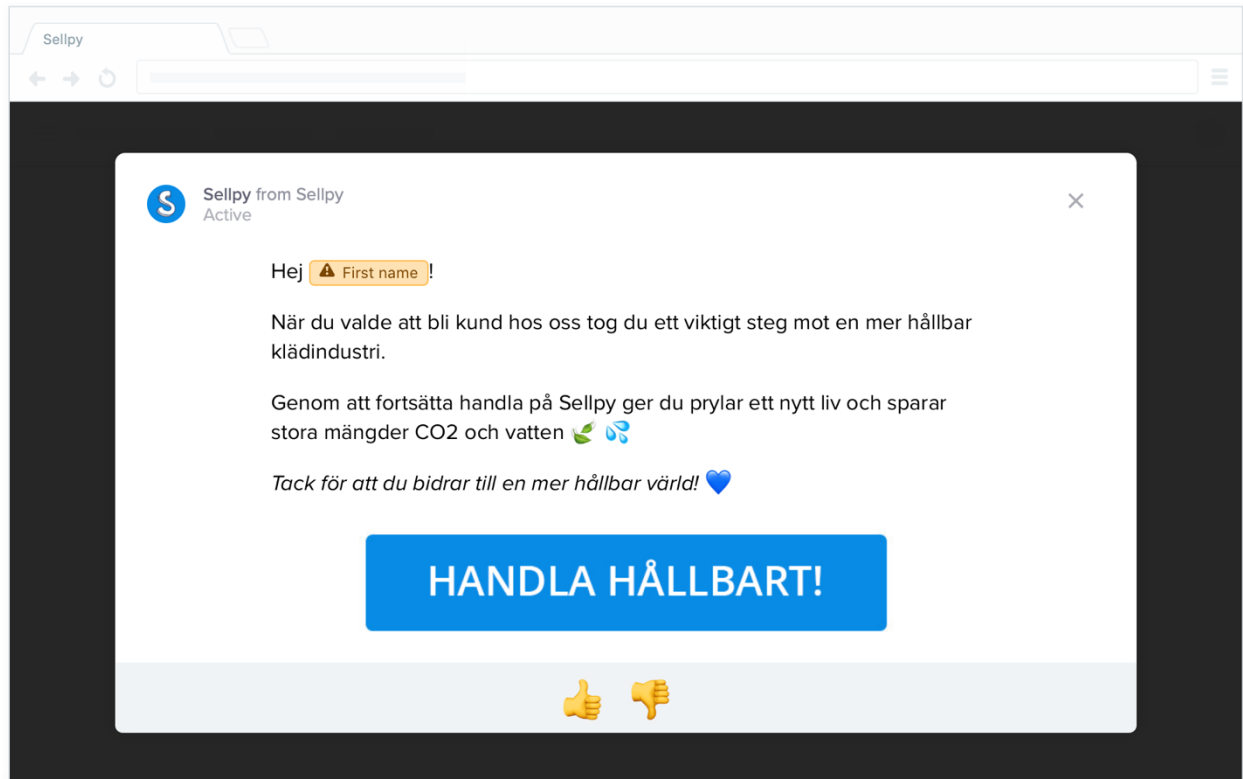 Sellpy
Sellpy from Sellpy
Active
Hej First name!
När du valde att bli kund hos oss tog du ett viktigt steg mot en mer hållbar
klädindustri.
Genom att fortsätta handla på Sellpy ger du prylar ett nytt liv och sparar
stora mängder CO2 och vatten 🌿 💦
Tack för att du bidrar till en mer hållbar värld! 💙
HANDLA HÅLLBART!